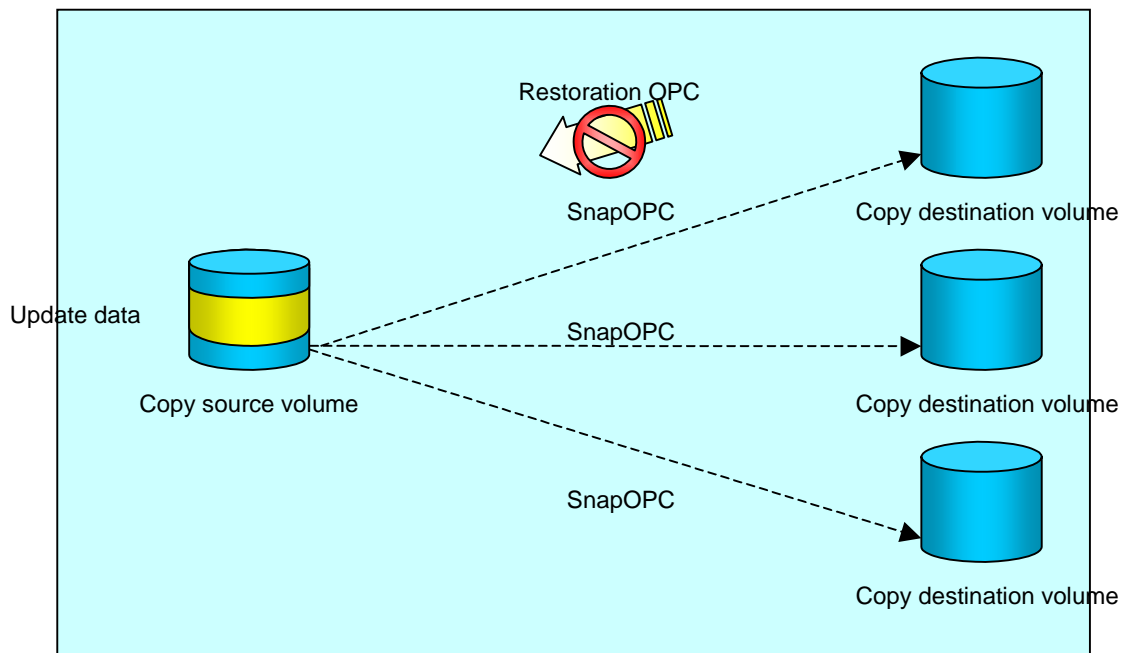 Restoration OPC
SnapOPC
Copy destination volume
Update data
SnapOPC
Copy source volume
Copy destination volume
SnapOPC
Copy destination volume